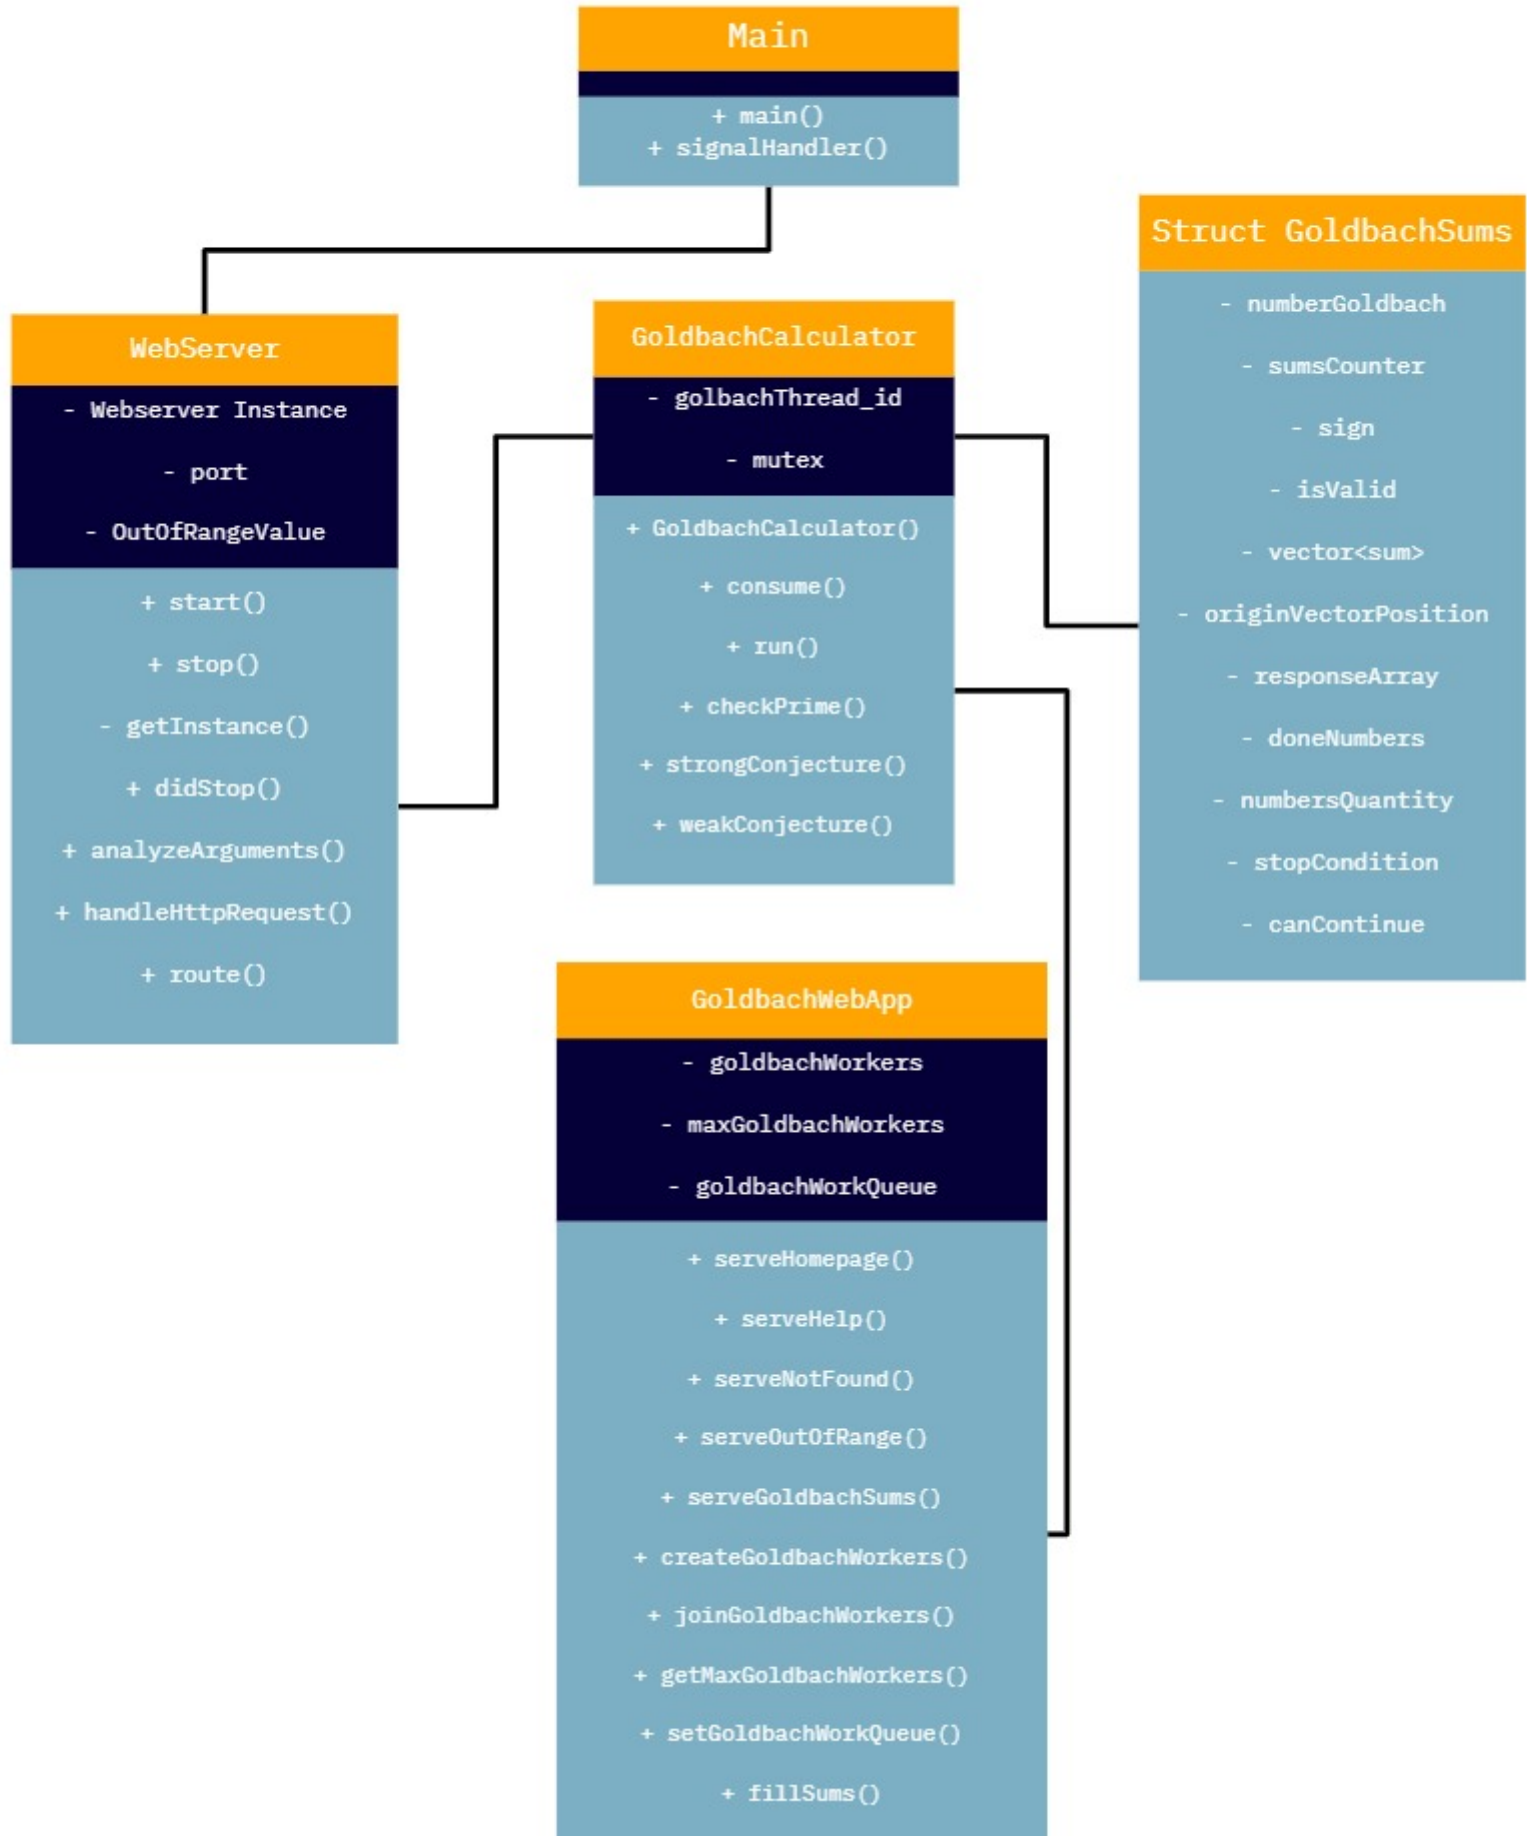 Main
+ main()
+ signalHandler()
Struct GoldbachSums
- numberGoldbach
- sumsCounter
- sign
- isValid
- vector<sum>
- originVectorPosition
- responseArray
- doneNumbers
- numbersQuantity
- stopCondition
- canContinue
WebServer
- Webserver Instance
- port
- OutOfRangeValue
+ start()
+ stop()
- getInstance()
+ didStop()
+ analyzeArguments()
+ handleHttpRequest()
+ route()
GoldbachCalculator
- golbachThread_id
- mutex
+ GoldbachCalculator()
+ consume()
+ run()
+ checkPrime()
+ strongConjecture()
+ weakConjecture()
GoldbachWebApp
- goldbachWorkers
- maxGoldbachWorkers
- goldbachWorkQueue
+ serveHomepage()
+ serveHelp()
+ serveNotFound()
+ serveOutOfRange()
+ serveGoldbachSums()
+ createGoldbachWorkers()
+ joinGoldbachWorkers()
+ getMaxGoldbachWorkers()
+ setGoldbachWorkQueue()
+ fillSums()